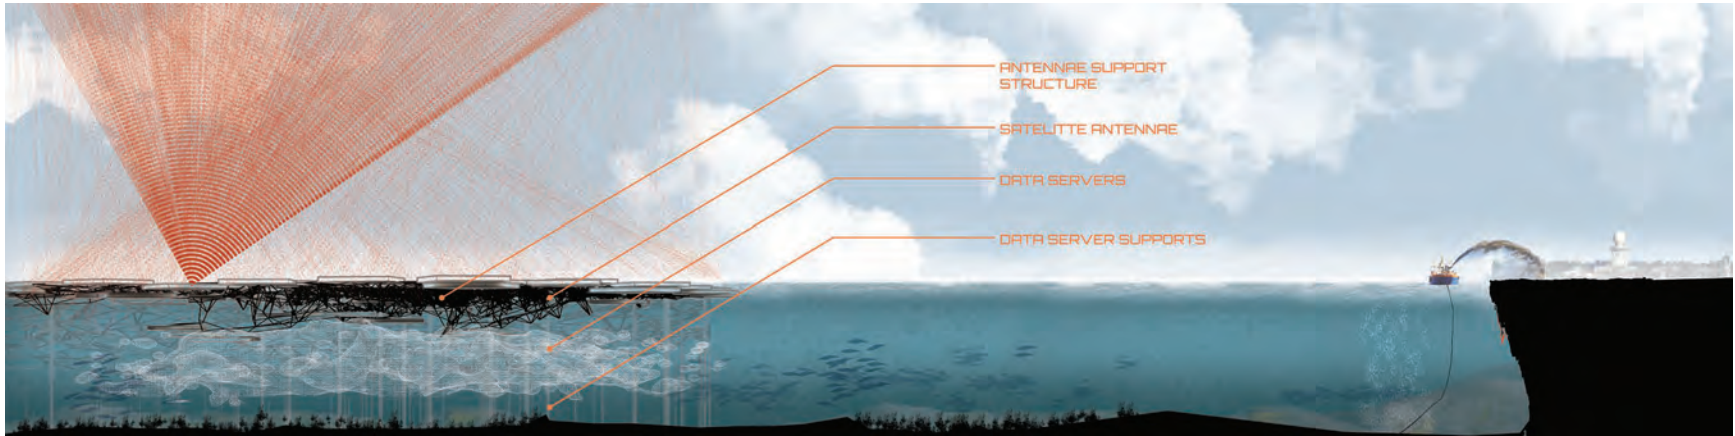 ANTENNAE SUPPORT
STRUCTURE
SATELITTE ANTENNAE
DATA SERVERS
DATA SERVER SUPPORTS